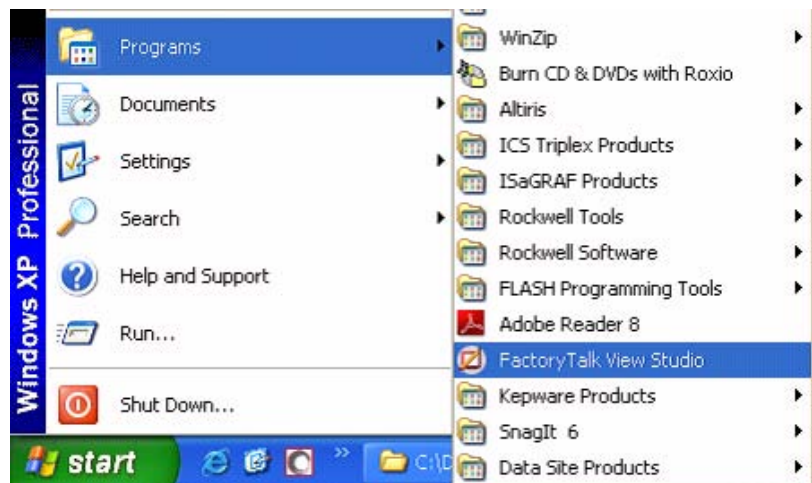 Windows XP Professional
Programs
Documents
Settings
Search
Help and Support
Run...
Shut Down...
WinZip
Burn CD & DVDs with Roxio
Altiris
ICS Triplex Products
ISaGRAF Products
Rockwell Tools
Rockwell Software
FLASH Programming Tools
Adobe Reader 8
FactoryTalk View Studio
Kepware Products
SnagIt 6
Data Site Products
start
»
C:\D